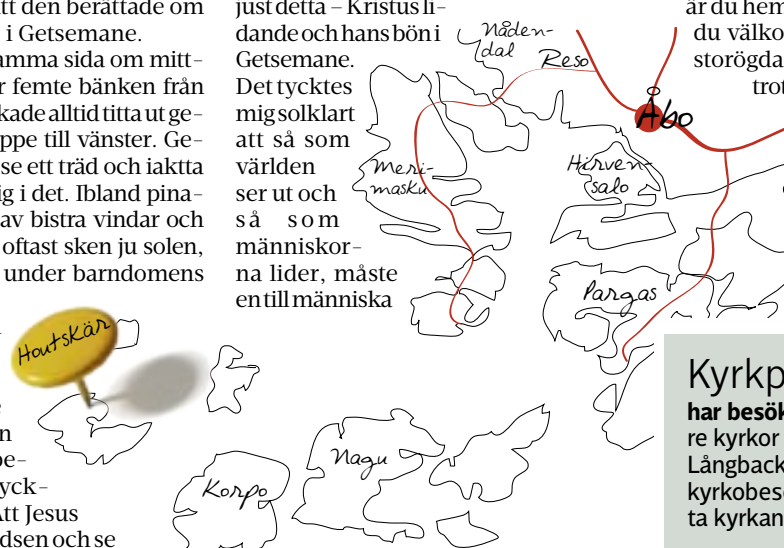 ätt den berättade om
i Getsemane.
amma sida om mitt-
r femte bänken från
kade alltid titta ut ge-
ppe till vänster. Ge-
se ett träd och iaktta
ig i det. Ibland pina-
av bistra vindar och
oftast sken ju solen,
under barndomens
just detta – Kristus li-
dande och hans bön i
Getsemane.
Det tycktes
mig solklart
att så som
världen
ser ut och
så som
människor-
na lider, måste
en till människa
är du hem
du välko
storögda
trot
Nåden-
dal
Reso
Åbo
Meri-
masku
Hirven-
salo
Pargas
Houtskär
Nagu
Korpo
n
be-
yck-
Att Jesus
dsen och se
Kyrkp
har besök
re kyrkor
Långback
kyrkobes
ta kyrkan